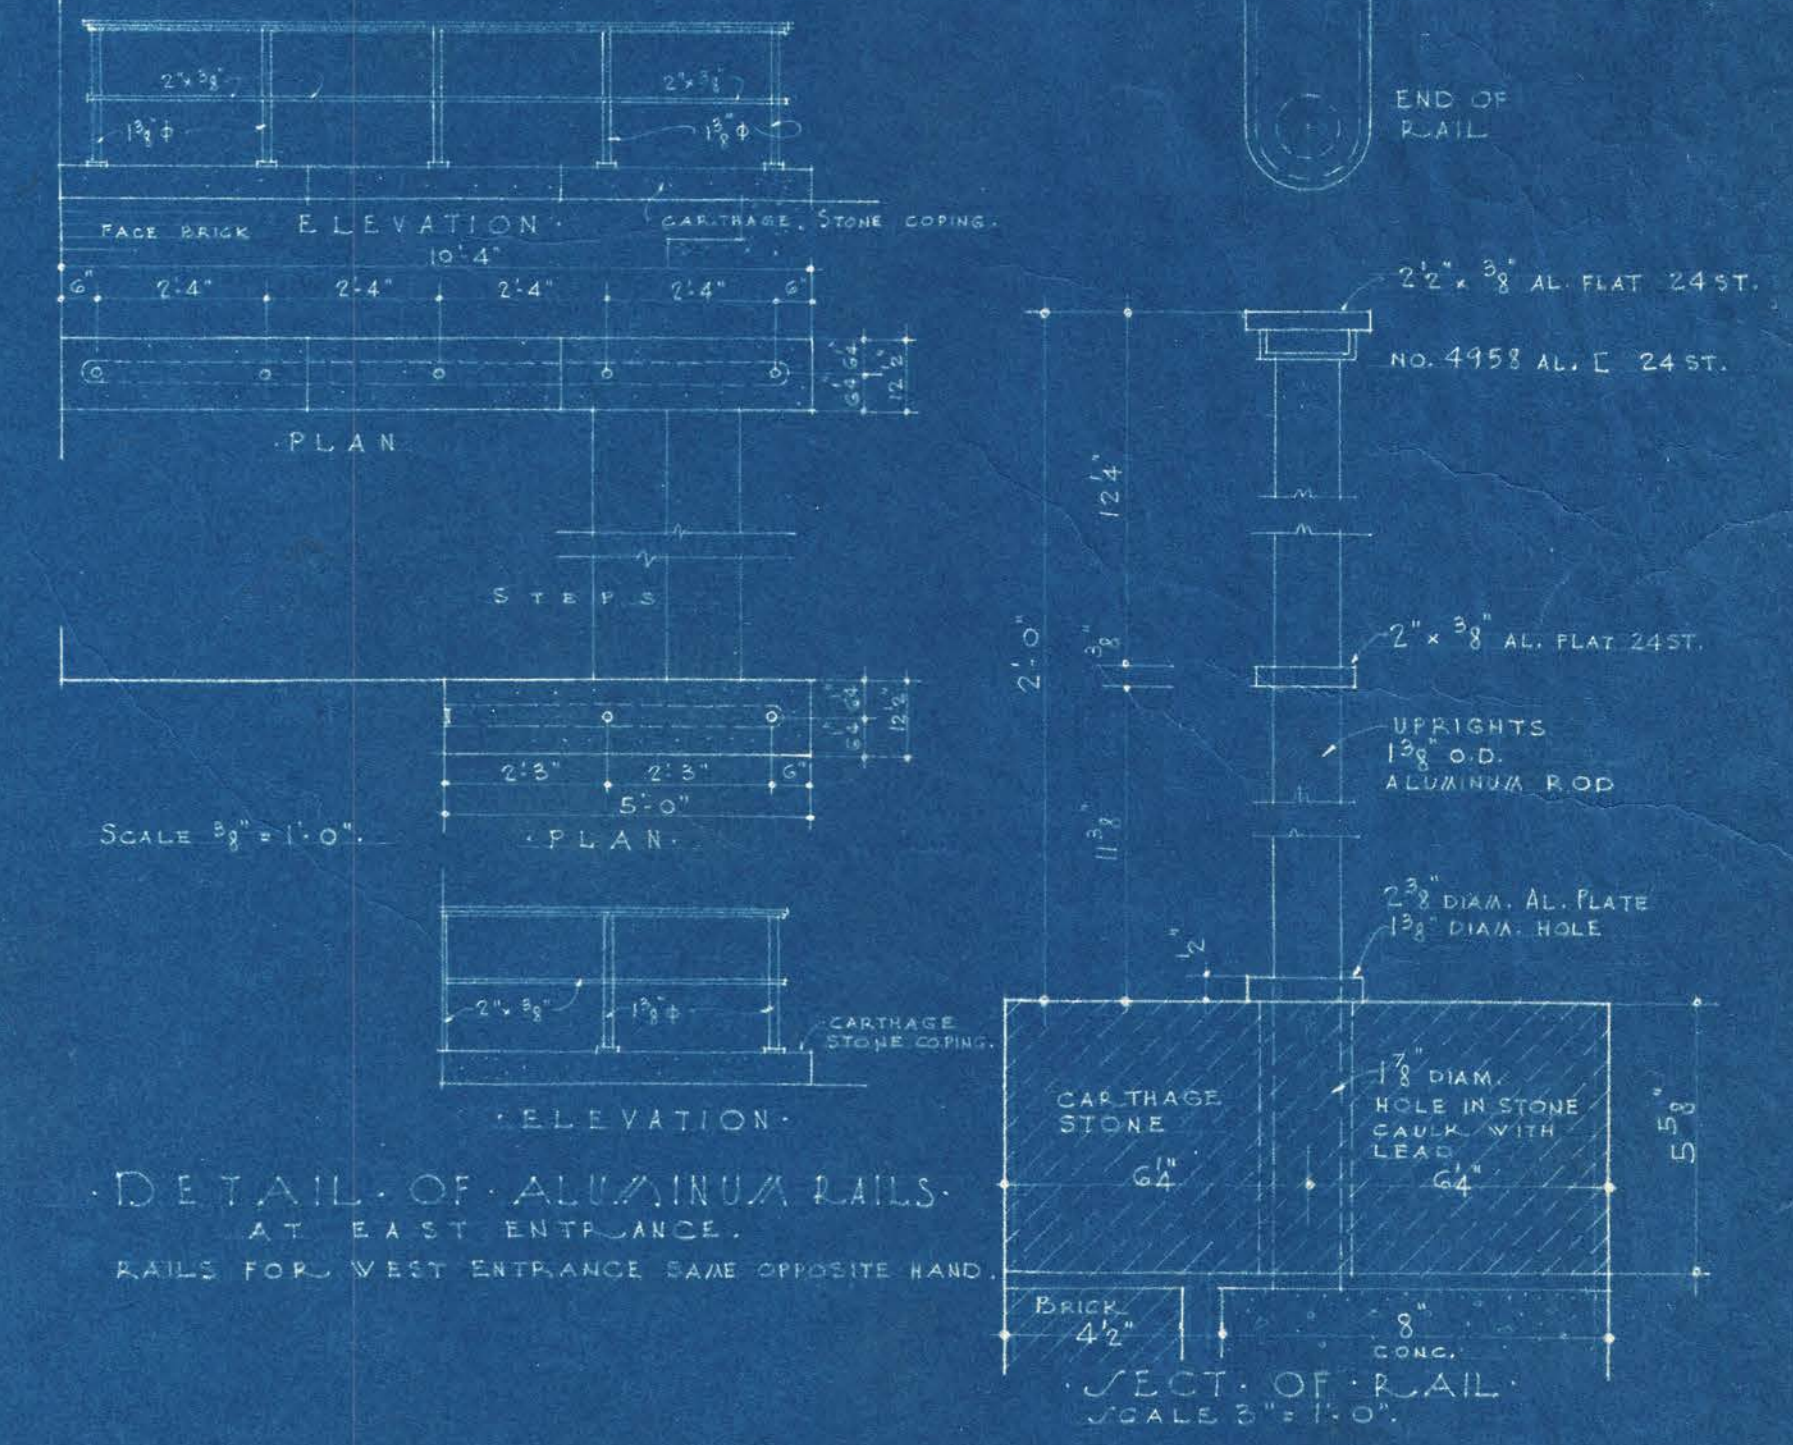 2"x 3/8"
2"x 3/8"
1 3/8" ϕ
1 3/8" ϕ
FACE BRICK
ELEVATION.
CARTHAGE. STONE COPING.
10'-4"
6"
2'-4"
2'-4"
2'-4"
2'-4"
6"
6 1/4"
6 1/4"
12 1/2"
.PLAN
STEPS
6 1/4"
6 1/4"
12 1/2"
2'-3"
2'-3"
6"
5'-0"
SCALE 3/8" = 1'-0".
.PLAN.
2"x 3/8"
1 3/8" ϕ
CARTHAGE
STONE COPING.
.ELEVATION.
.DETAIL.OF.ALUMINUM RAILS.
AT EAST ENTRANCE.
RAILS FOR WEST ENTRANCE SAME OPPOSITE HAND.
END OF
RAIL
2 1/2" x 3/8" AL. FLAT 24 ST.
NO. 4958 AL. [ 24 ST.
12 1/4"
2'-0"
3/8"
2" x 3/8" AL. FLAT 24 ST.
UPRIGHTS
1 3/8" O.D.
ALUMINUM ROD
11 3/8"
2 3/8" DIAM. AL. PLATE
1 3/8" DIAM. HOLE
1/2"
CARTHAGE
STONE
6 1/4"
1 7/8" DIAM.
HOLE IN STONE
CAULK WITH
LEAD
6 1/4"
5 5/8"
BRICK
4 1/2"
8"
CONC.
.SECT. OF. RAIL.
SCALE 3" = 1'-0".